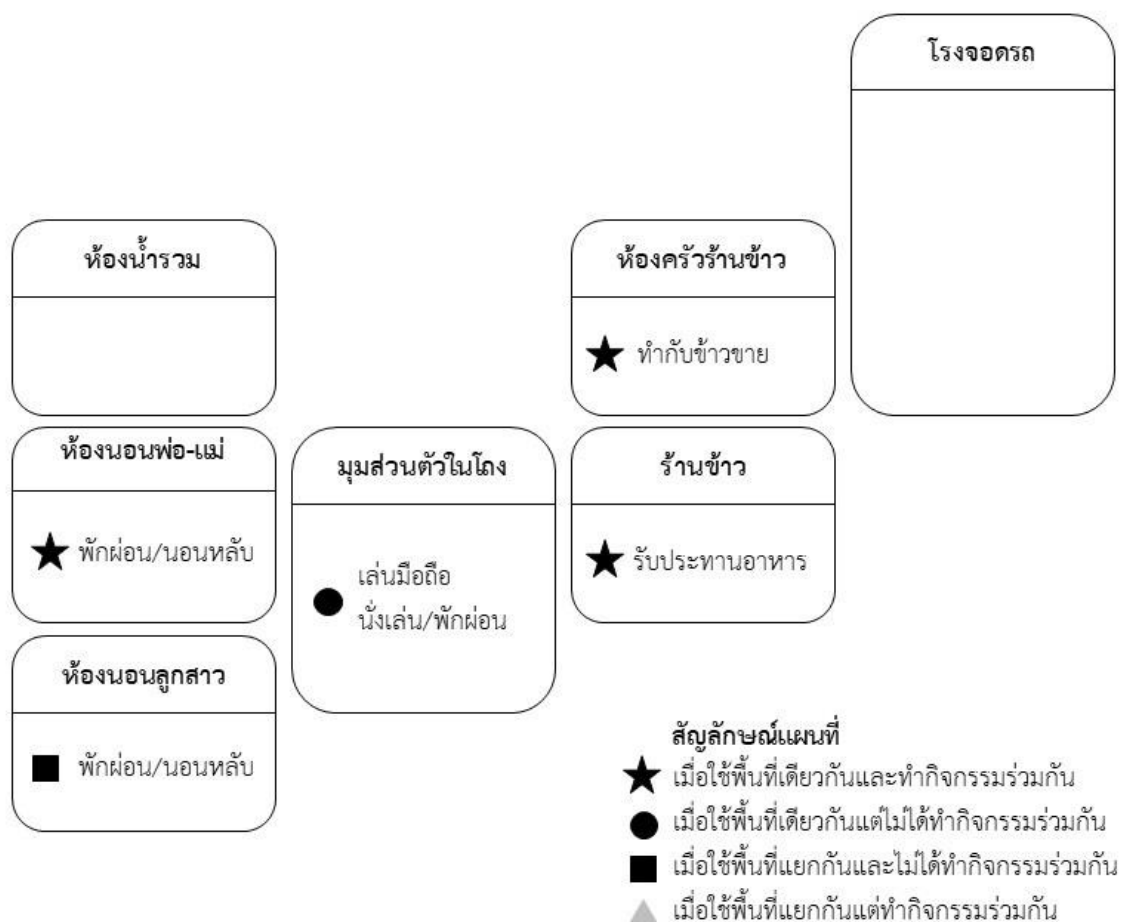 โรงจอดรถ
ห้องน้ำรวม
ห้องครัวร้านข้าว
ทำกับข้าวขาย
ห้องนอนพ่อ-แม่
พักผ่อน/นอนหลับ
มุมส่วนตัวในโถง
เล่นมือถือ
นั่งเล่น/พักผ่อน
ร้านข้าว
รับประทานอาหาร
ห้องนอนลูกสาว
พักผ่อน/นอนหลับ
สัญลักษณ์แผนที่
เมื่อใช้พื้นที่เดียวกันและทำกิจกรรมร่วมกัน
เมื่อใช้พื้นที่เดียวกันแต่ไม่ได้ทำกิจกรรมร่วมกัน
เมื่อใช้พื้นที่แยกกันและไม่ได้ทำกิจกรรมร่วมกัน
เมื่อใช้พื้นที่แยกกันแต่ทำกิจกรรมร่วมกัน